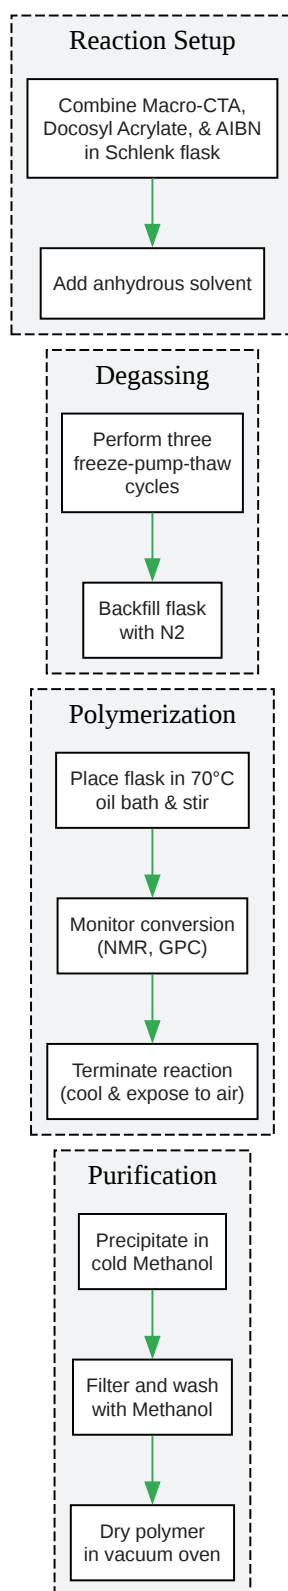 Reaction Setup
Combine Macro-CTA,
Docosyl Acrylate, & AIBN
in Schlenk flask
Add anhydrous solvent
Degassing
Perform three
freeze-pump-thaw
cycles
Backfill flask
with N2
Polymerization
Place flask in 70°C
oil bath & stir
Monitor conversion
(NMR, GPC)
Terminate reaction
(cool & expose to air)
Purification
Precipitate in
cold Methanol
Filter and wash
with Methanol
Dry polymer
in vacuum oven